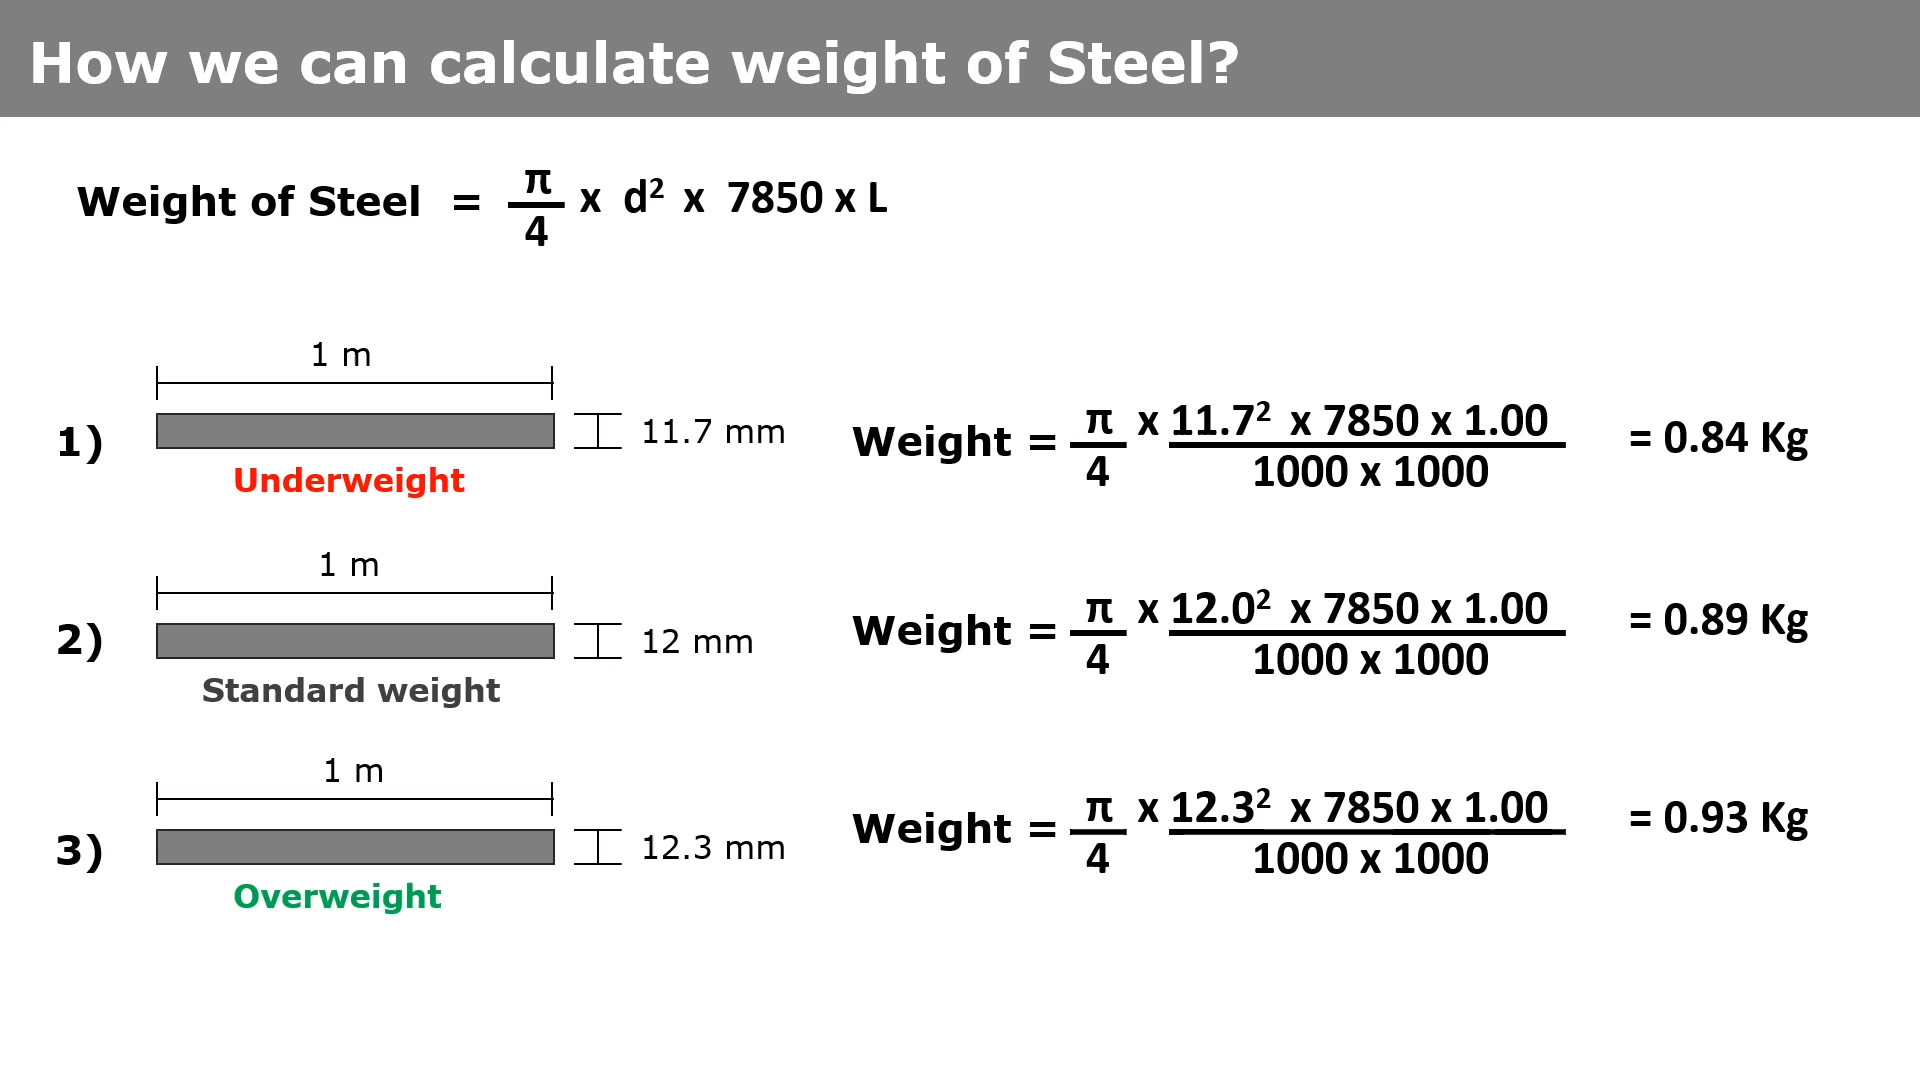 How we can calculate weight of Steel?
Weight of Steel = π/4 x d² x 7850 x L
1 m
1) 11.7 mm
Underweight
Weight = π/4 x 11.7² x 7850 x 1.00 / 1000 x 1000 = 0.84 Kg
1 m
2) 12 mm
Standard weight
Weight = π/4 x 12.0² x 7850 x 1.00 / 1000 x 1000 = 0.89 Kg
1 m
3) 12.3 mm
Overweight
Weight = π/4 x 12.3² x 7850 x 1.00 / 1000 x 1000 = 0.93 Kg